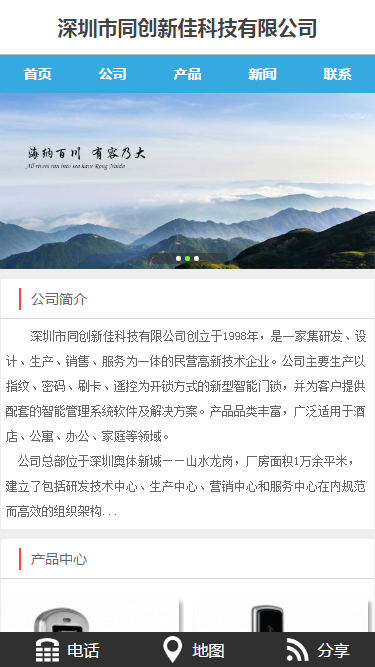 深圳市同创新佳科技有限公司
首页 公司 产品 新闻 联系
海纳百川 有容乃大
All rivers run into sea have Rong Naida
公司简介
深圳市同创新佳科技有限公司创立于1998年，是一家集研发、设
计、生产、销售、服务为一体的民营高新技术企业。公司主要生产以
指纹、密码、刷卡、遥控为开锁方式的新型智能门锁，并为客户提供
配套的智能管理系统软件及解决方案。产品品类丰富，广泛适用于酒
店、公寓、办公、家庭等领域。
公司总部位于深圳奥体新城——山水龙岗，厂房面积1万余平米，
建立了包括研发技术中心、生产中心、营销中心和服务中心在内规范
而高效的组织架构...
产品中心
电话 地图 分享